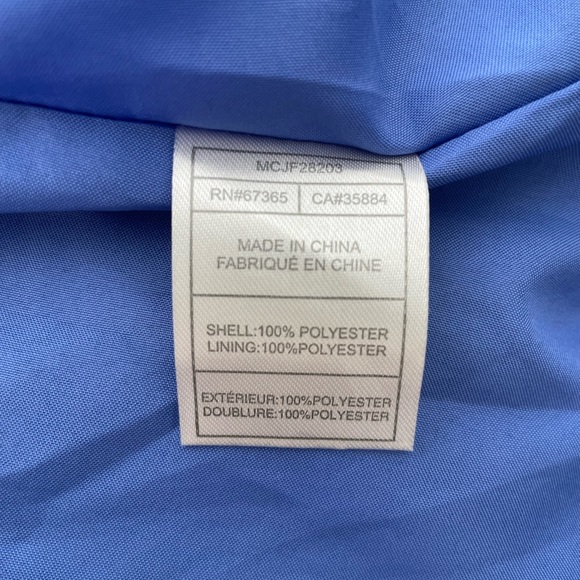 MCJF28203
RN#67365 CA#35884
MADE IN CHINA
FABRIQUÉ EN CHINE
SHELL:100% POLYESTER
LINING:100%POLYESTER
EXTÉRIEUR:100%POLYESTER
DOUBLURE:100%POLYESTER